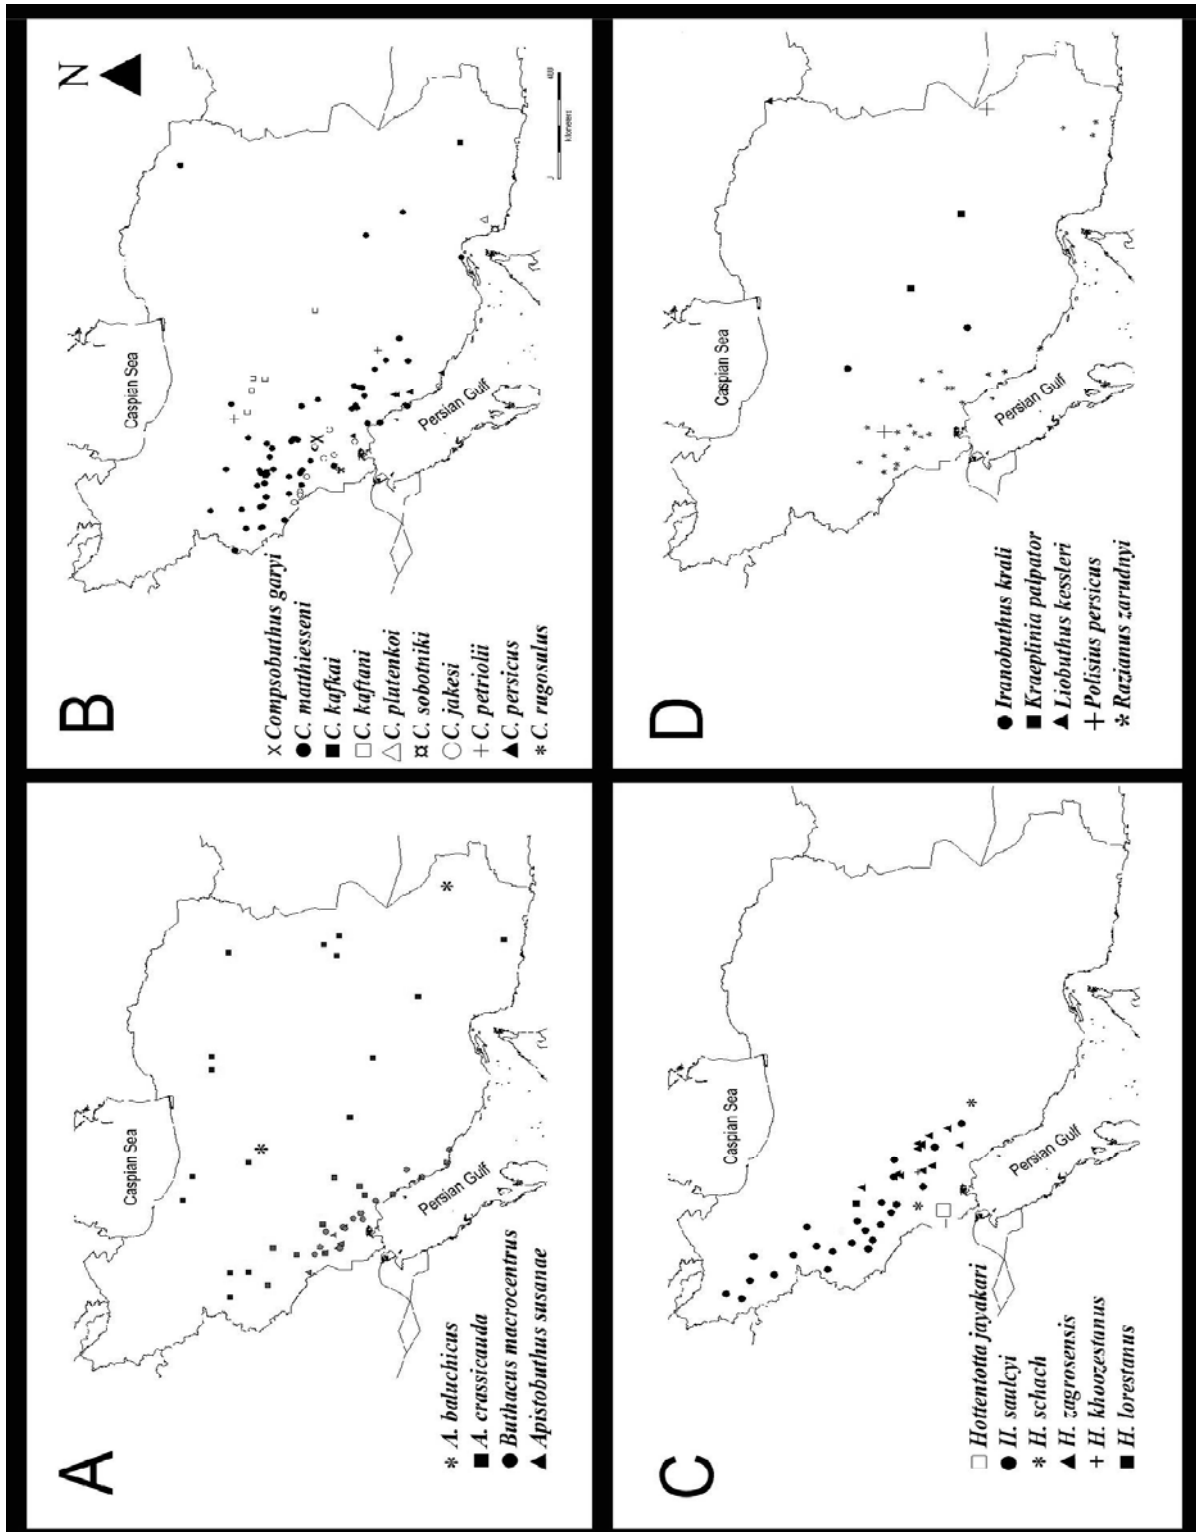 A
Caspian Sea
Persian Gulf
A. baluchicus
A. crassicauda
Buthacus macrocentrus
Apistobuthus susanae
B
N
Caspian Sea
Persian Gulf
kilometers
Compsobuthus garyi
C. matthiesseni
C. kafkai
C. kaftani
C. plutenkoi
C. sobotniki
C. jakesi
C. petriolii
C. persicus
C. rugosulus
C
Caspian Sea
Persian Gulf
Hottentotta jayakari
H. saulcyi
H. schach
H. zagrosensis
H. khoozestanus
H. lorestanus
D
Caspian Sea
Persian Gulf
Iranobuthus krali
Kraeplinia palpator
Liobuthus kessleri
Polisius persicus
Razianus zarudnyi